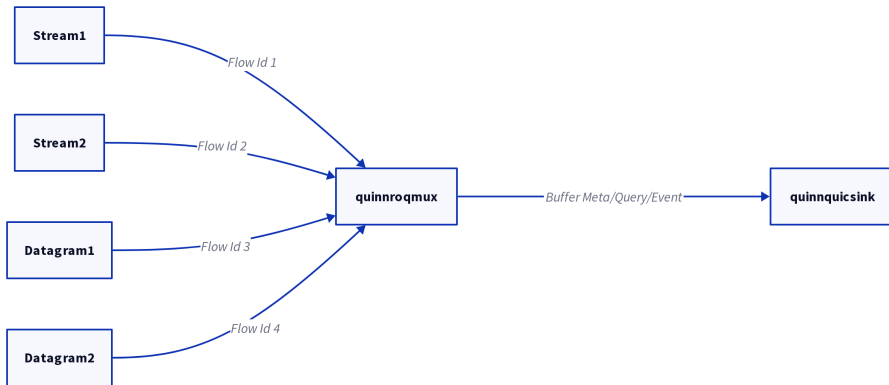 Stream1
Flow Id 1
Stream2
Flow Id 2
quinnroqmux
Buffer Meta/Query/Event
quinnquicsink
Datagram1
Flow Id 3
Datagram2
Flow Id 4